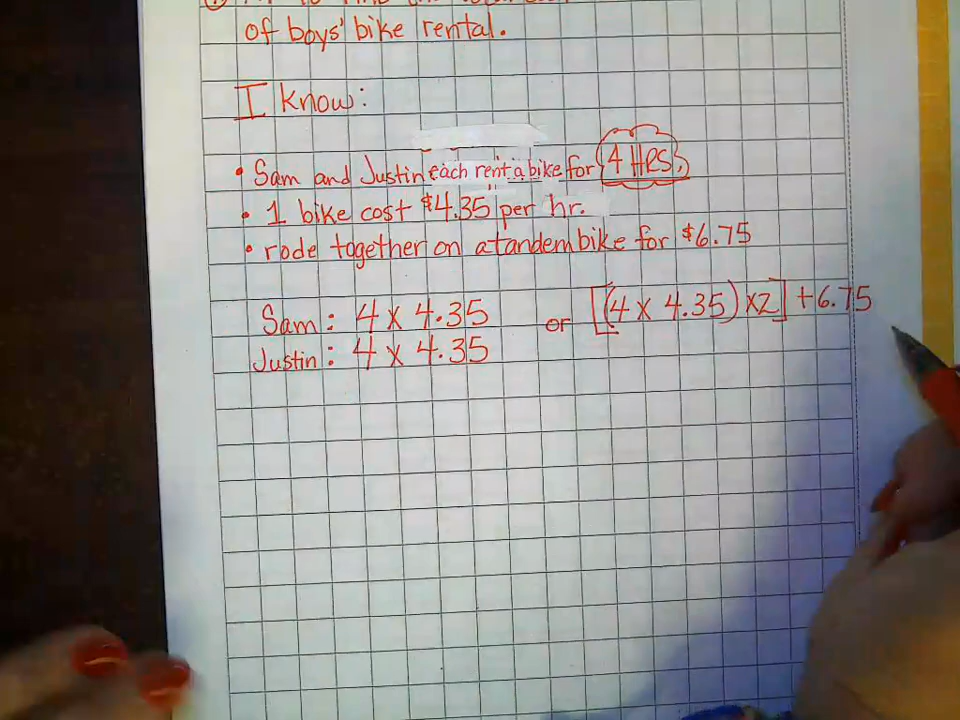 of boys' bike rental.
I know:
• Sam and Justin each rent a bike for 4 HRS.
• 1 bike cost $4.35 per hr.
• rode together on a tandem bike for $6.75
Sam: 4 x 4.35 or [(4 x 4.35) x2] +6.75
Justin: 4 x 4.35